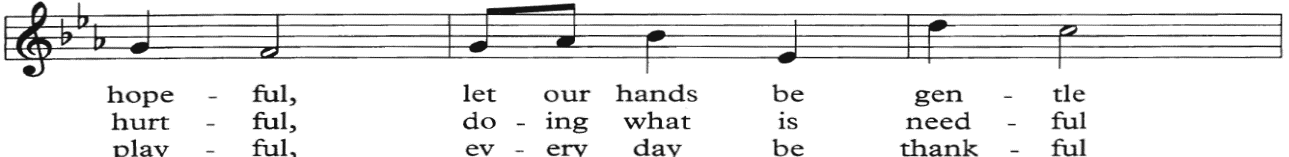 hope - ful, let our hands be gen - tle
hurt - ful, do - ing what is need - ful
play - ful, ev - ery day be thank - ful